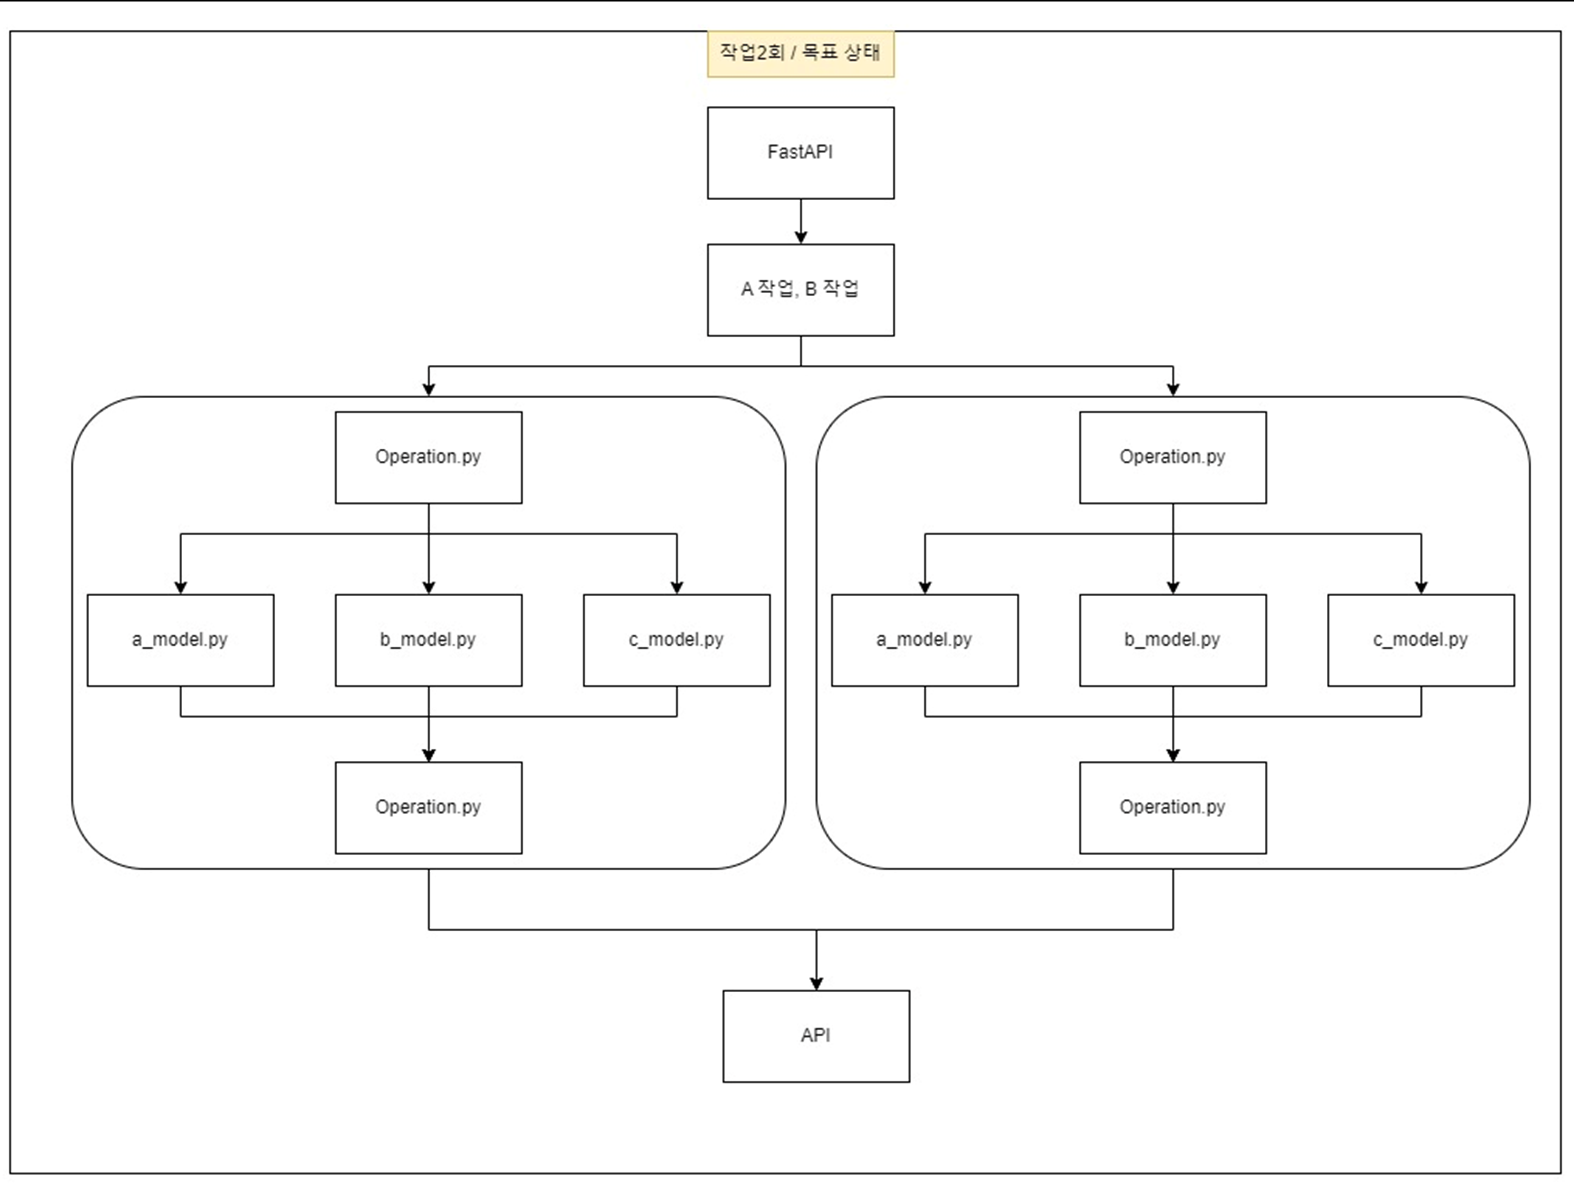 작업2회 / 목표 상태
FastAPI
A 작업, B 작업
Operation.py
Operation.py
a_model.py
b_model.py
c_model.py
a_model.py
b_model.py
c_model.py
Operation.py
Operation.py
API